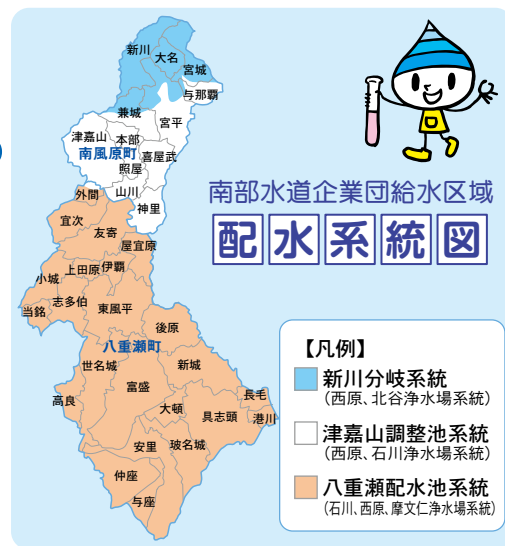 新川
大名
宮城
与那覇
兼城
宮平
津嘉山
本部
南風原町
喜屋武
照屋
山川
神里
外間
宜次
友寄
屋宜原
小城
上田原
伊覇
志多伯
当銘
東風平
後原
八重瀬町
世名城
新城
富盛
高良
大頓
具志頭
長毛
港川
安里
玻名城
仲座
与座
南部水道企業団給水区域
配水系統図
【凡例】
新川分岐系統
(西原、北谷浄水場系統)
津嘉山調整池系統
(西原、石川浄水場系統)
八重瀬配水池系統
(石川、西原、摩文仁浄水場系統)